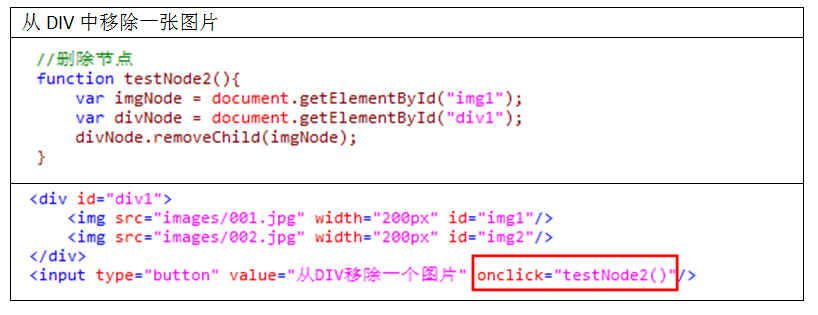 从 DIV 中移除一张图片
//删除节点
function testNode2(){
    var imgNode = document.getElementById("img1");
    var divNode = document.getElementById("div1");
    divNode.removeChild(imgNode);
}
<div id="div1">
    <img src="images/001.jpg" width="200px" id="img1"/>
    <img src="images/002.jpg" width="200px" id="img2"/>
</div>
<input type="button" value="从DIV移除一个图片" onclick="testNode2()"/>